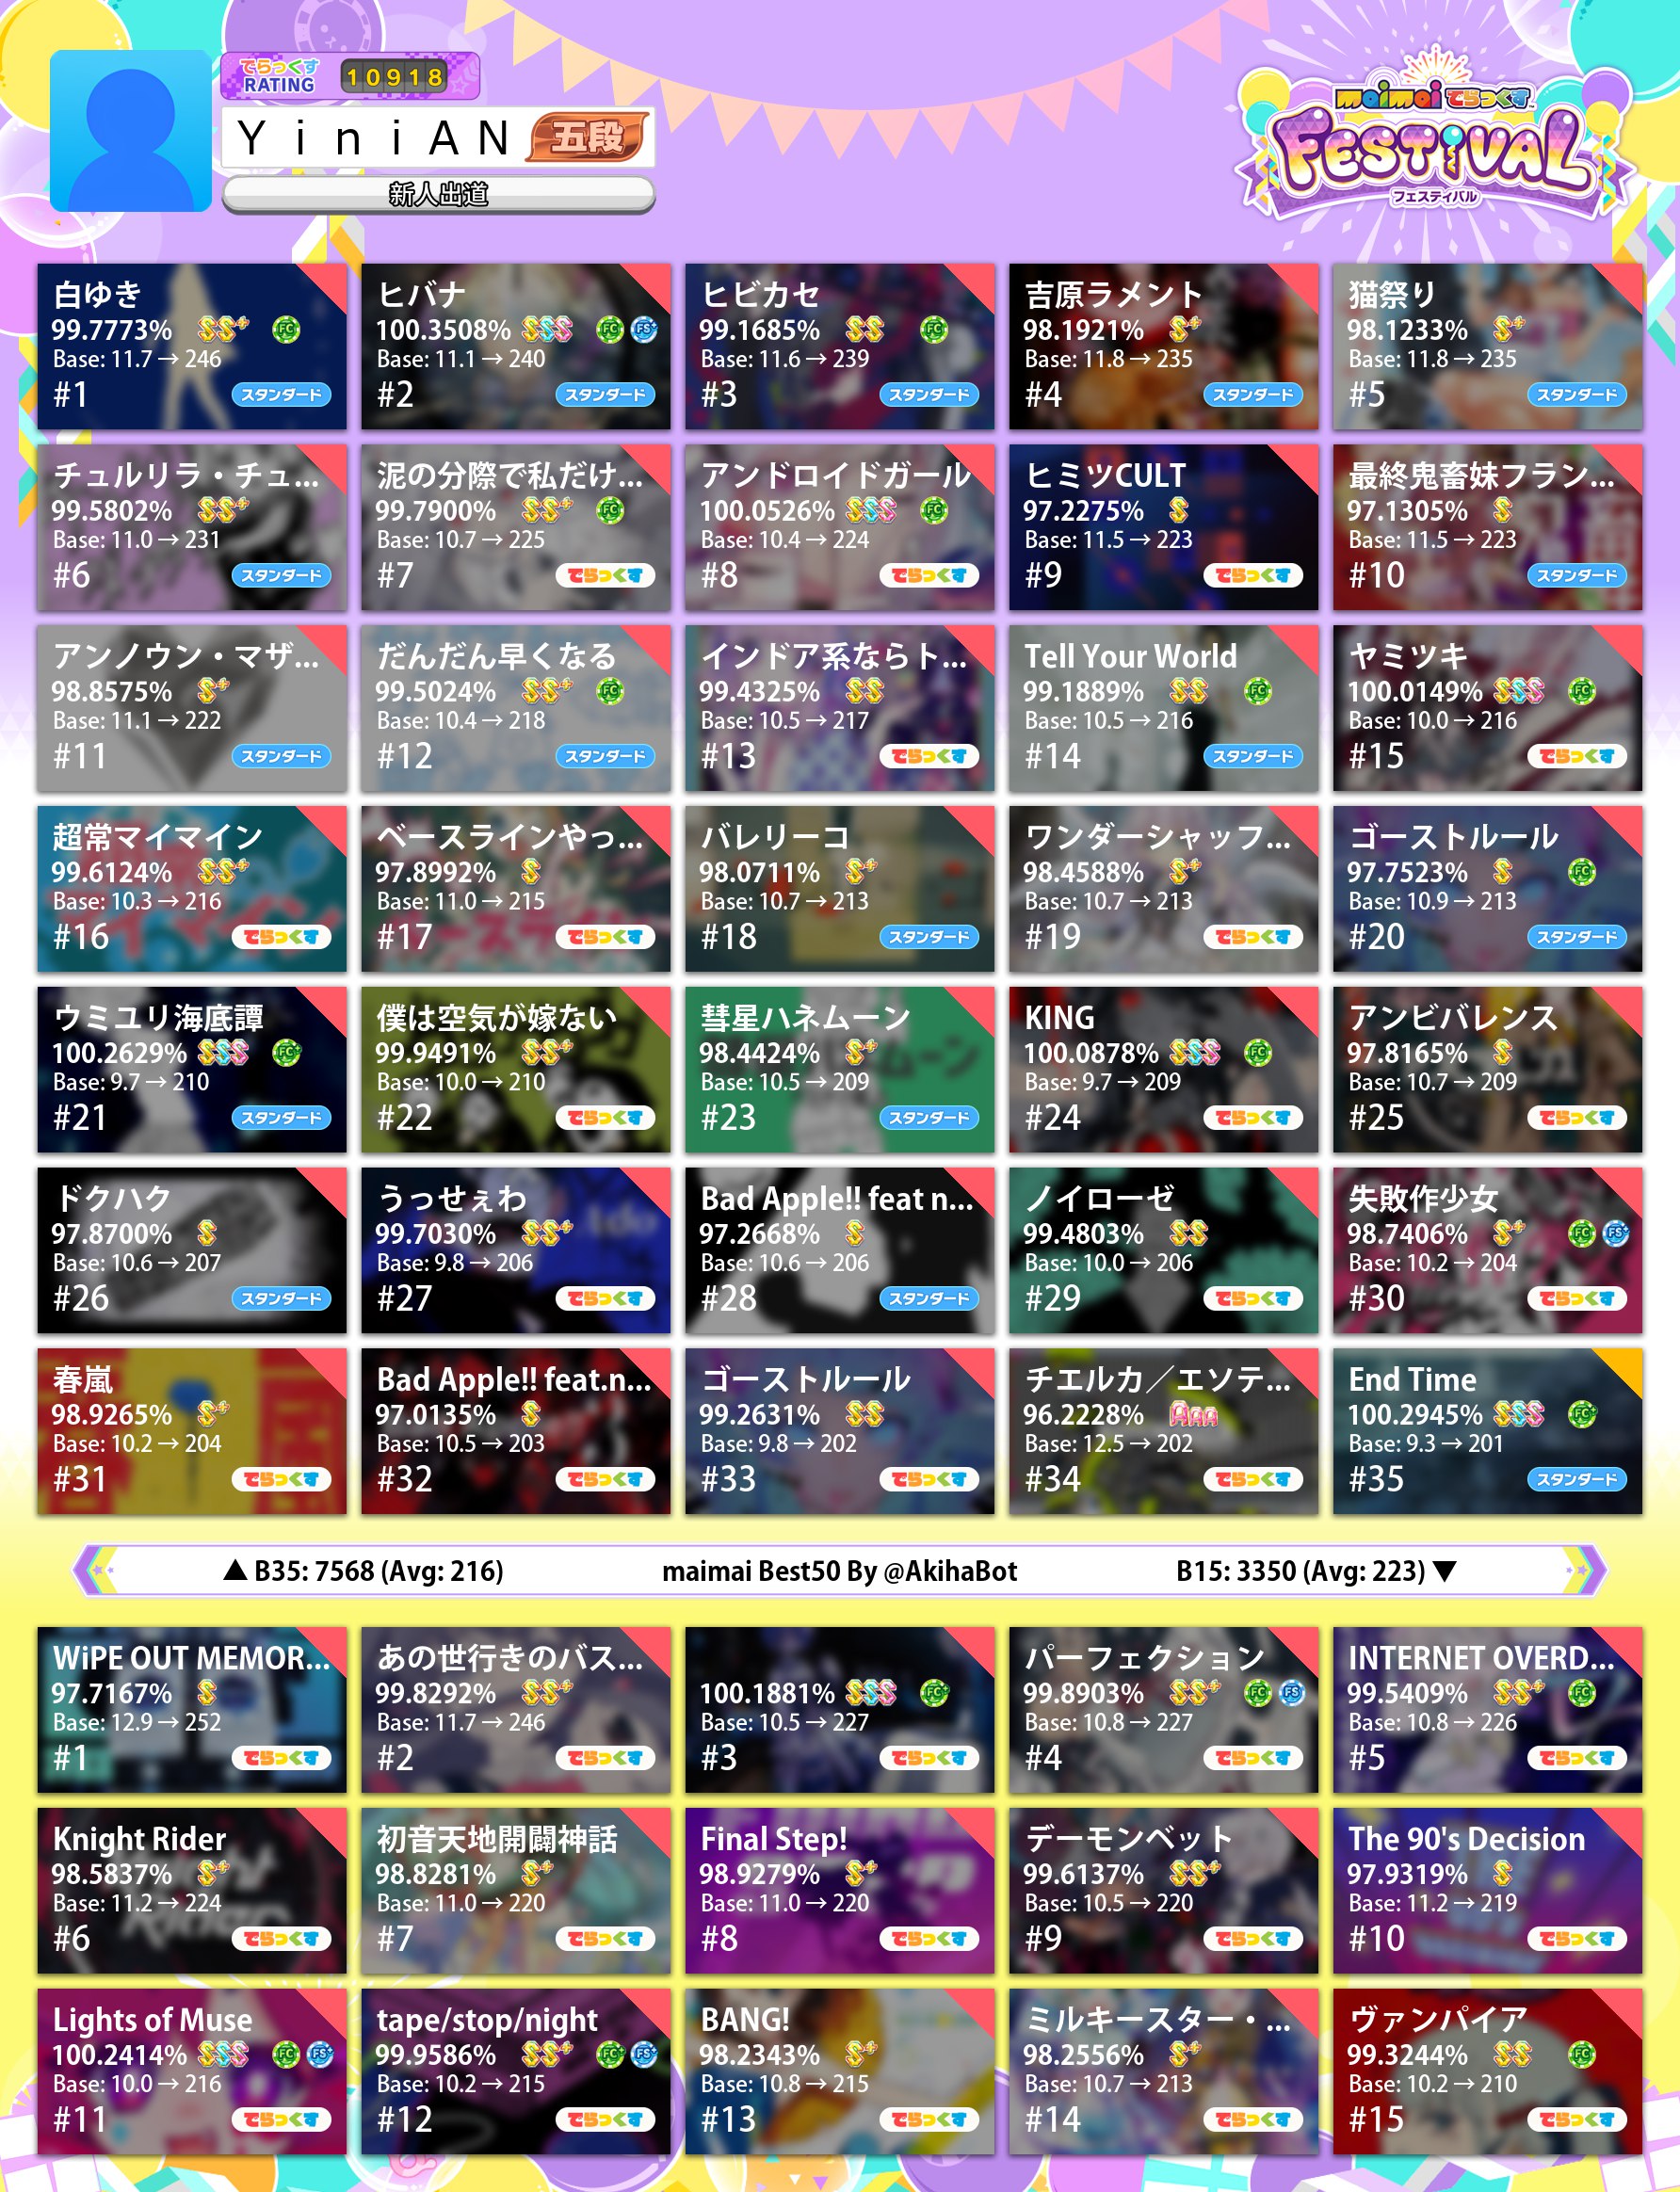 でらっくす
RATING 10918
YiniAN 五段
新人出道
maimai でらっくす
FESTiVAL
フェスティバル
白ゆき
99.7773% SS+ FC
Base: 11.7 → 246
#1 スタンダード
ヒバナ
100.3508% SSS FC FS
Base: 11.1 → 240
#2 スタンダード
ヒビカセ
99.1685% SS FC
Base: 11.6 → 239
#3 スタンダード
吉原ラメント
98.1921% S+
Base: 11.8 → 235
#4 スタンダード
猫祭り
98.1233% S+
Base: 11.8 → 235
#5 スタンダード
チュルリラ・チュ...
99.5802% SS+
Base: 11.0 → 231
#6 スタンダード
泥の分際で私だけ...
99.7900% SS+ FC
Base: 10.7 → 225
#7 でらっくす
アンドロイドガール
100.0526% SSS FC
Base: 10.4 → 224
#8 でらっくす
ヒミツCULT
97.2275% S
Base: 11.5 → 223
#9 でらっくす
最終鬼畜妹フラン...
97.1305% S
Base: 11.5 → 223
#10 スタンダード
アンノウン・マザ...
98.8575% S+
Base: 11.1 → 222
#11 スタンダード
だんだん早くなる
99.5024% SS+ FC
Base: 10.4 → 218
#12 スタンダード
インドア系ならト...
99.4325% SS
Base: 10.5 → 217
#13 でらっくす
Tell Your World
99.1889% SS FC
Base: 10.5 → 216
#14 スタンダード
ヤミツキ
100.0149% SSS FC
Base: 10.0 → 216
#15 でらっくす
超常マイマイン
99.6124% SS+
Base: 10.3 → 216
#16 でらっくす
ベースラインやっ...
97.8992% S
Base: 11.0 → 215
#17 でらっくす
バレリーコ
98.0711% S+
Base: 10.7 → 213
#18 スタンダード
ワンダーシャッフ...
98.4588% S+
Base: 10.7 → 213
#19 でらっくす
ゴーストルール
97.7523% S FC
Base: 10.9 → 213
#20 スタンダード
ウミユリ海底譚
100.2629% SSS FC+
Base: 9.7 → 210
#21 スタンダード
僕は空気が嫁ない
99.9491% SS+
Base: 10.0 → 210
#22 でらっくす
彗星ハネムーン
98.4424% S+
Base: 10.5 → 209
#23 スタンダード
KING
100.0878% SSS FC
Base: 9.7 → 209
#24 でらっくす
アンビバレンス
97.8165% S
Base: 10.7 → 209
#25 でらっくす
ドクハク
97.8700% S
Base: 10.6 → 207
#26 スタンダード
うっせぇわ
99.7030% SS+
Base: 9.8 → 206
#27 でらっくす
Bad Apple!! feat n...
97.2668% S
Base: 10.6 → 206
#28 スタンダード
ノイローゼ
99.4803% SS
Base: 10.0 → 206
#29 でらっくす
失敗作少女
98.7406% S+ FC FS+
Base: 10.2 → 204
#30 でらっくす
春嵐
98.9265% S+
Base: 10.2 → 204
#31 でらっくす
Bad Apple!! feat.n...
97.0135% S
Base: 10.5 → 203
#32 でらっくす
ゴーストルール
99.2631% SS
Base: 9.8 → 202
#33 でらっくす
チエルカ／エソテ...
96.2228% AAA
Base: 12.5 → 202
#34 でらっくす
End Time
100.2945% SSS FC+
Base: 9.3 → 201
#35 スタンダード
▲ B35: 7568 (Avg: 216) maimai Best50 By @AkihaBot B15: 3350 (Avg: 223) ▼
WiPE OUT MEMOR...
97.7167% S
Base: 12.9 → 252
#1 でらっくす
あの世行きのバス...
99.8292% SS+
Base: 11.7 → 246
#2 でらっくす
100.1881% SSS FC+
Base: 10.5 → 227
#3 でらっくす
パーフェクション
99.8903% SS+ FC FS
Base: 10.8 → 227
#4 でらっくす
INTERNET OVERD...
99.5409% SS+ FC
Base: 10.8 → 226
#5 でらっくす
Knight Rider
98.5837% S+
Base: 11.2 → 224
#6 でらっくす
初音天地開闢神話
98.8281% S+
Base: 11.0 → 220
#7 でらっくす
Final Step!
98.9279% S+
Base: 11.0 → 220
#8 でらっくす
デーモンベット
99.6137% SS+
Base: 10.5 → 220
#9 でらっくす
The 90's Decision
97.9319% S
Base: 11.2 → 219
#10 でらっくす
Lights of Muse
100.2414% SSS FC FS+
Base: 10.0 → 216
#11 でらっくす
tape/stop/night
99.9586% SS+ FC+ FS+
Base: 10.2 → 215
#12 でらっくす
BANG!
98.2343% S+
Base: 10.8 → 215
#13 でらっくす
ミルキースター・...
98.2556% S+
Base: 10.7 → 213
#14 でらっくす
ヴァンパイア
99.3244% SS FC
Base: 10.2 → 210
#15 でらっくす